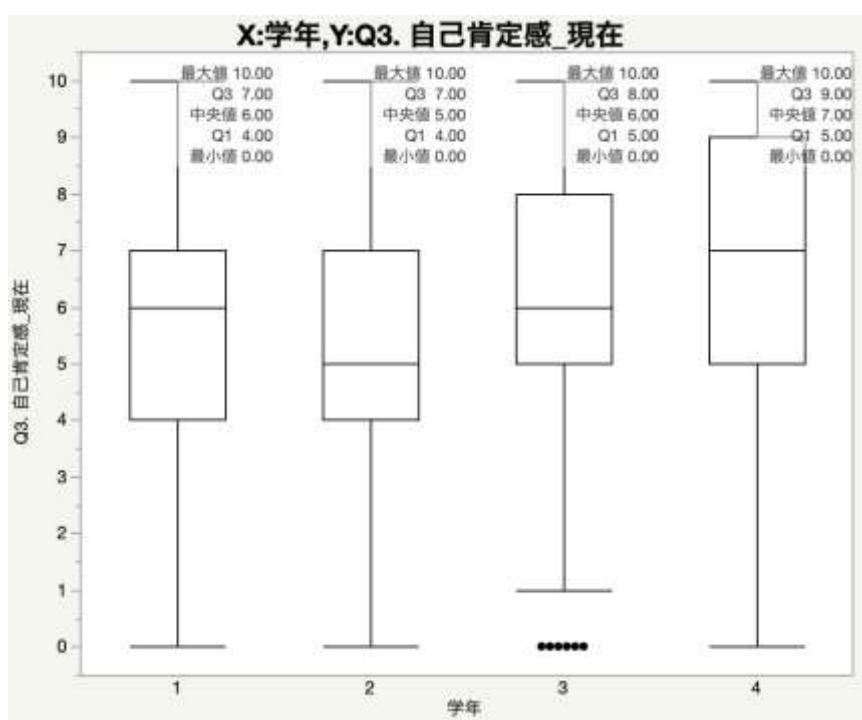 X:学年,Y:Q3. 自己肯定感_現在
最大値 10.00
Q3 7.00
中央値 6.00
Q1 4.00
最小値 0.00
最大値 10.00
Q3 7.00
中央値 5.00
Q1 4.00
最小値 0.00
最大値 10.00
Q3 8.00
中央値 6.00
Q1 5.00
最小値 0.00
最大値 10.00
Q3 9.00
中央値 7.00
Q1 5.00
最小値 0.00
Q3. 自己肯定感_現在
10
9
8
7
6
5
4
3
2
1
0
1
2
3
4
学年